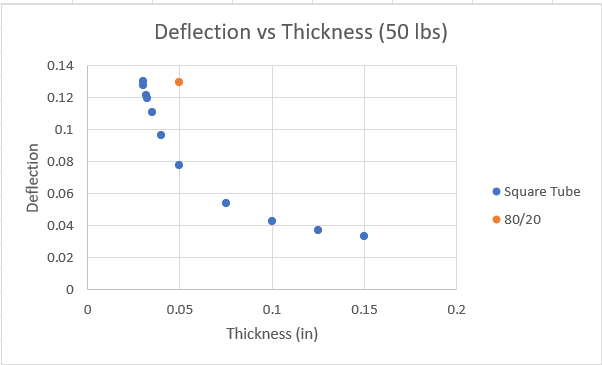 Deflection vs Thickness (50 lbs)
0.14
0.12
0.1
0.08
0.06
0.04
0.02
0
Deflection
0 0.05 0.1 0.15 0.2
Thickness (in)
Square Tube
80/20